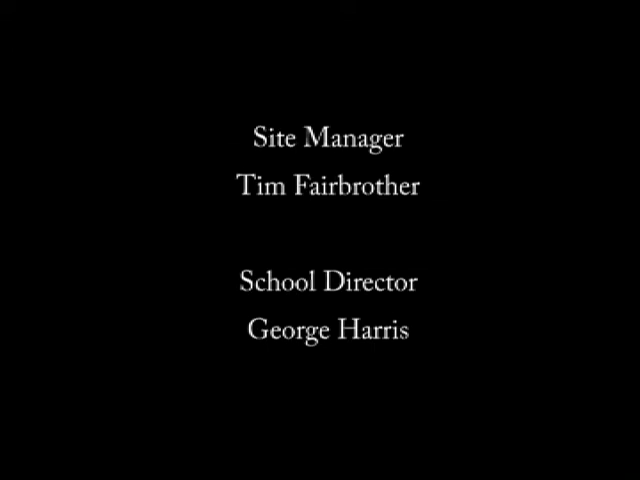 Site Manager
Tim Fairbrother
School Director
George Harris